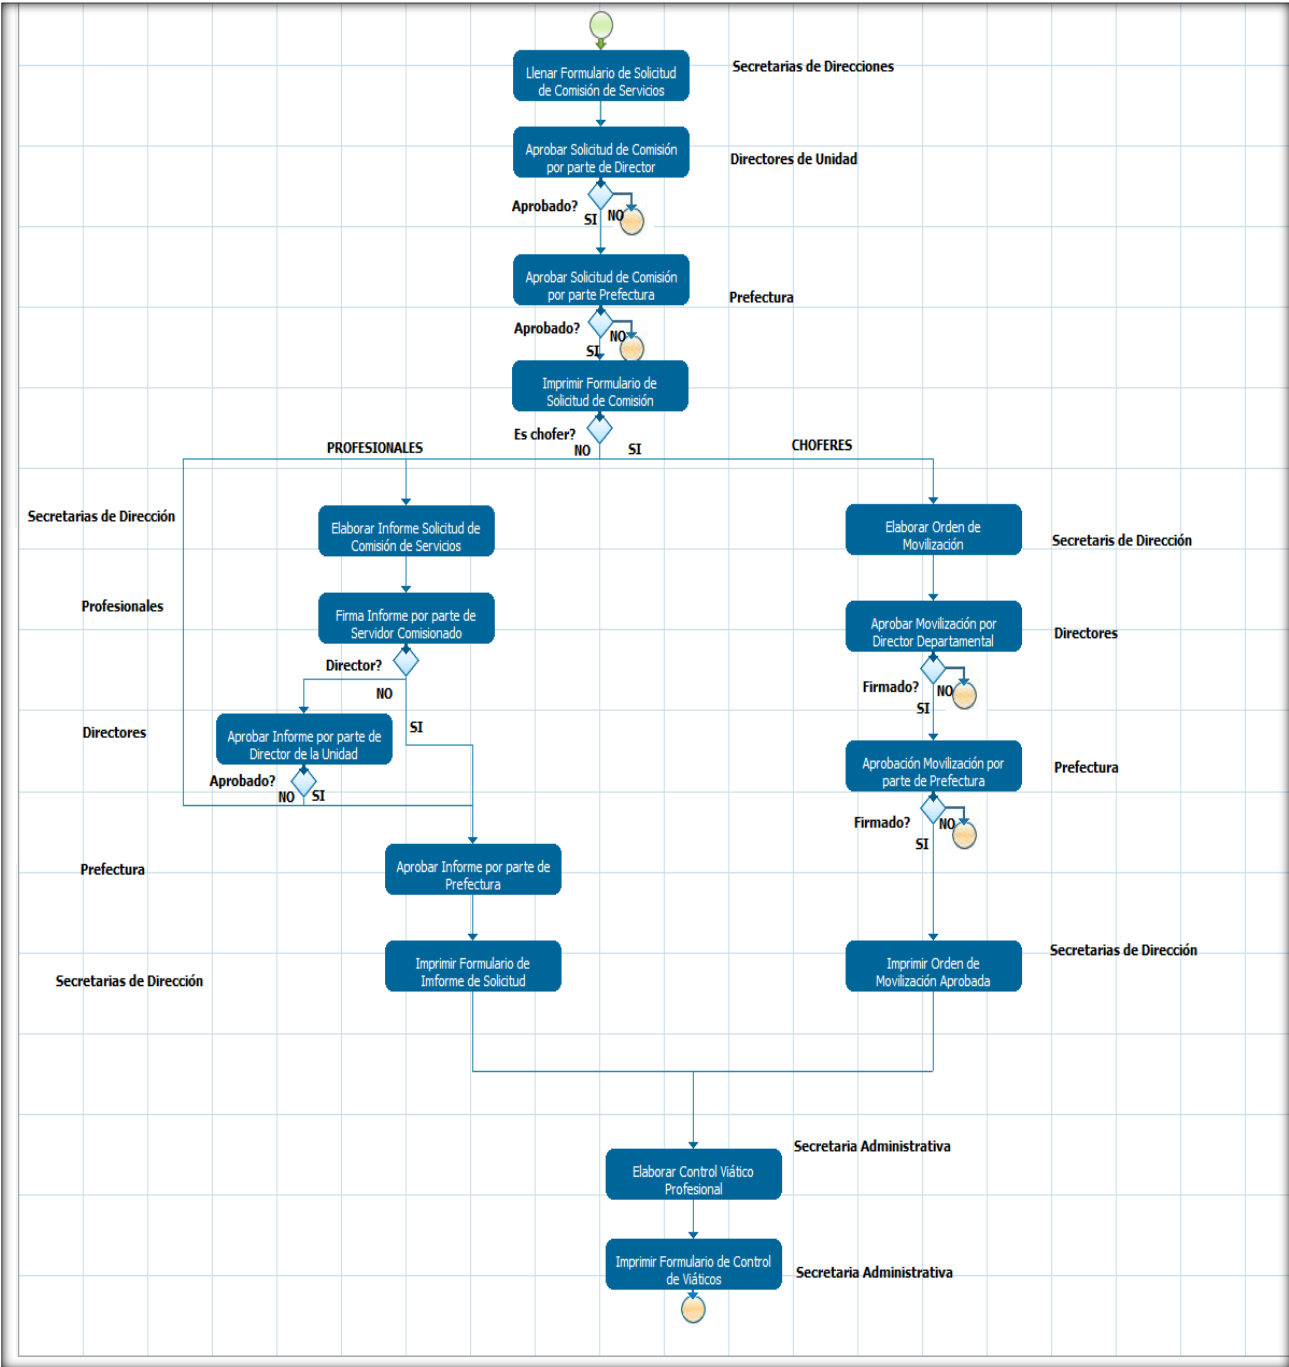 Llenar Formulario de Solicitud
de Comisión de Servicios
Secretarias de Direcciones
Aprobar Solicitud de Comisión
por parte de Director
Directores de Unidad
Aprobado?
NO
SI
Aprobar Solicitud de Comisión
por parte Prefectura
Prefectura
Aprobado?
NO
SI
Imprimir Formulario de
Solicitud de Comisión
Es chofer?
NO
SI
PROFESIONALES
CHOFERES
Secretarias de Dirección
Elaborar Informe Solicitud de
Comisión de Servicios
Profesionales
Firma Informe por parte de
Servidor Comisionado
Director?
NO
SI
Directores
Aprobar Informe por parte de
Director de la Unidad
Aprobado?
NO
SI
Prefectura
Aprobar Informe por parte de
Prefectura
Secretarias de Dirección
Imprimir Formulario de
Imforme de Solicitud
Elaborar Orden de
Movilización
Secretaris de Dirección
Aprobar Movilización por
Director Departamental
Directores
Firmado?
NO
SI
Aprobación Movilización por
parte de Prefectura
Prefectura
Firmado?
NO
SI
Imprimir Orden de
Movilización Aprobada
Secretarias de Dirección
Secretaria Administrativa
Elaborar Control Viático
Profesional
Imprimir Formulario de Control
de Viáticos
Secretaria Administrativa